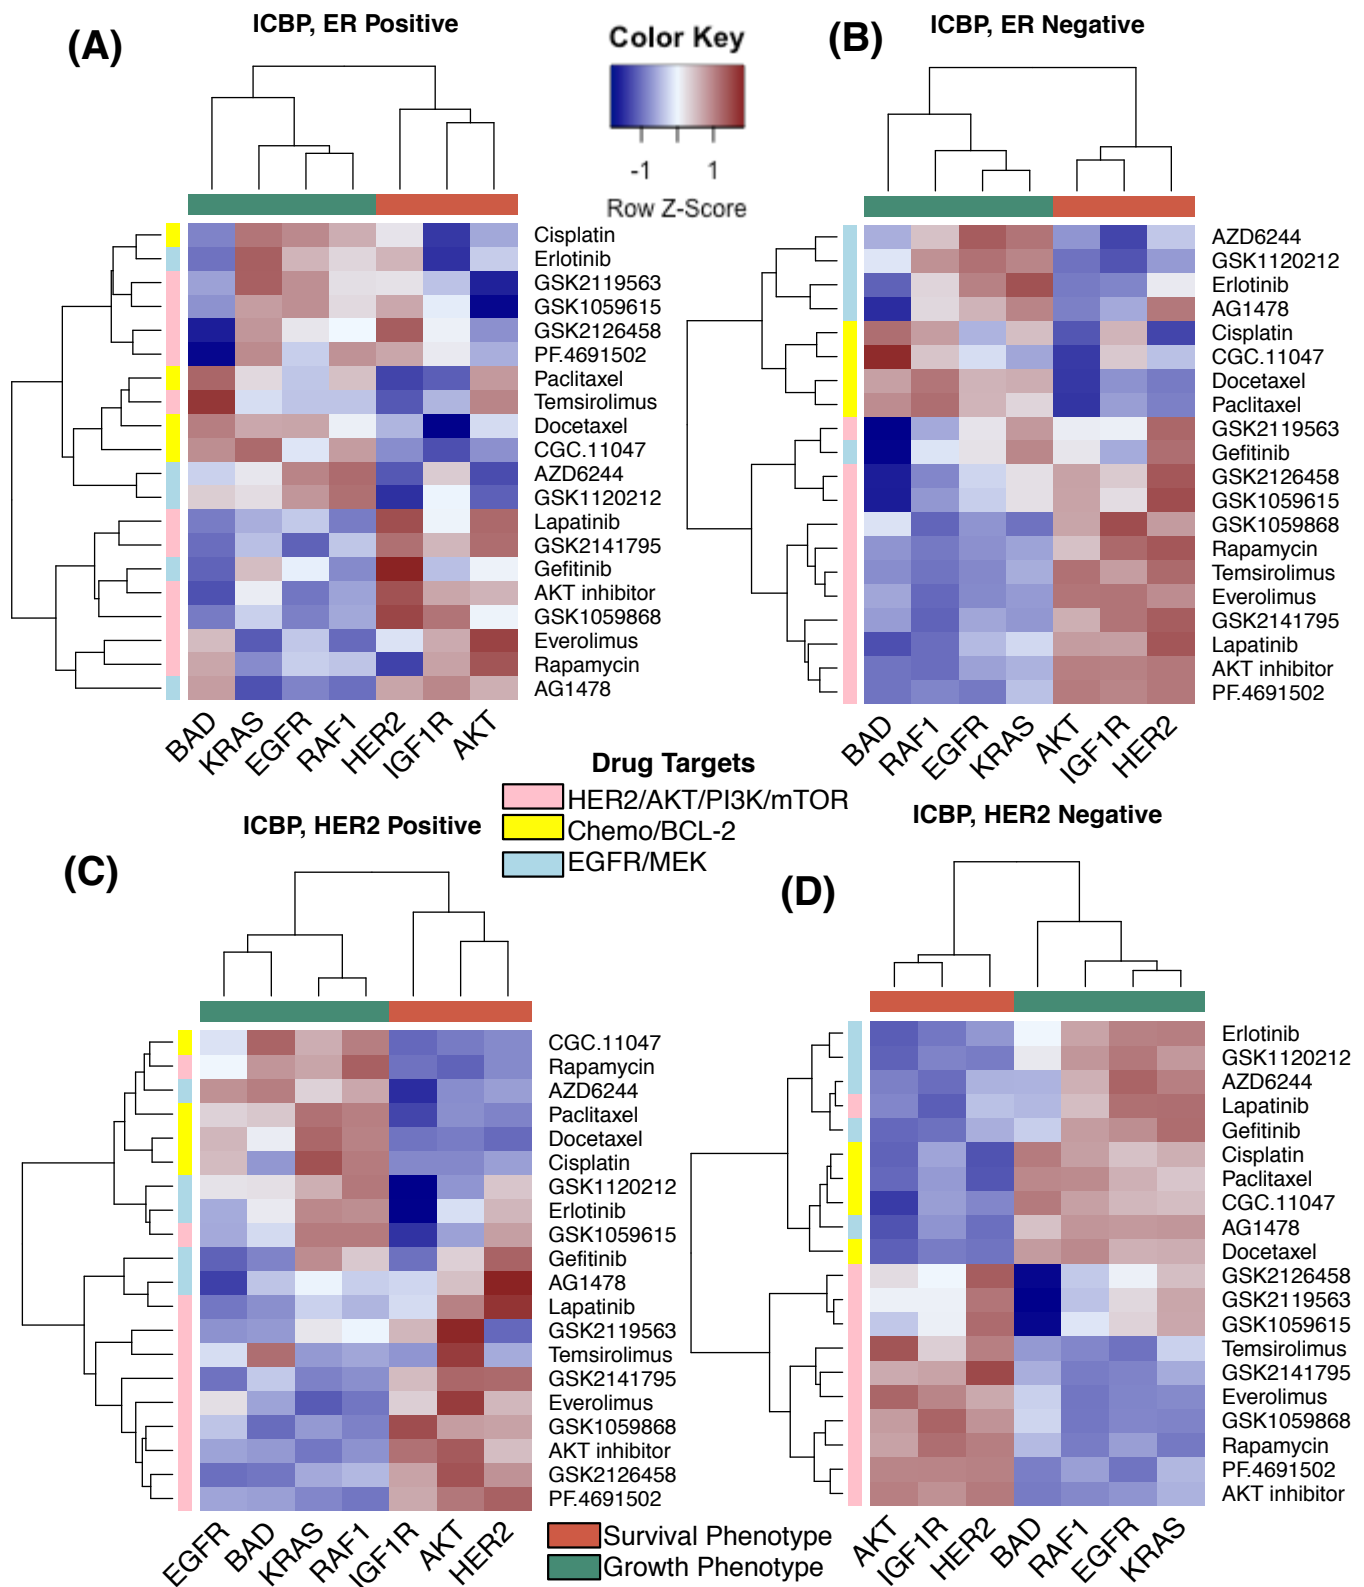 (A)
ICBP, ER Positive
Color Key
-1
1
Row Z-Score
(B)
ICBP, ER Negative
Cisplatin
Erlotinib
GSK2119563
GSK1059615
GSK2126458
PF.4691502
Paclitaxel
Temsirolimus
Docetaxel
CGC.11047
AZD6244
GSK1120212
Lapatinib
GSK2141795
Gefitinib
AKT inhibitor
GSK1059868
Everolimus
Rapamycin
AG1478
BAD
KRAS
EGFR
RAF1
HER2
IGF1R
AKT
AZD6244
GSK1120212
Erlotinib
AG1478
Cisplatin
CGC.11047
Docetaxel
Paclitaxel
GSK2119563
Gefitinib
GSK2126458
GSK1059615
GSK1059868
Rapamycin
Temsirolimus
Everolimus
GSK2141795
Lapatinib
AKT inhibitor
PF.4691502
BAD
RAF1
EGFR
KRAS
AKT
IGF1R
HER2
Drug Targets
HER2/AKT/PI3K/mTOR
Chemo/BCL-2
EGFR/MEK
(C)
ICBP, HER2 Positive
CGC.11047
Rapamycin
AZD6244
Paclitaxel
Docetaxel
Cisplatin
GSK1120212
Erlotinib
GSK1059615
Gefitinib
AG1478
Lapatinib
GSK2119563
Temsirolimus
GSK2141795
Everolimus
GSK1059868
AKT inhibitor
GSK2126458
PF.4691502
EGFR
BAD
KRAS
RAF1
IGF1R
AKT
HER2
(D)
ICBP, HER2 Negative
Erlotinib
GSK1120212
AZD6244
Lapatinib
Gefitinib
Cisplatin
Paclitaxel
CGC.11047
AG1478
Docetaxel
GSK2126458
GSK2119563
GSK1059615
Temsirolimus
GSK2141795
Everolimus
GSK1059868
Rapamycin
PF.4691502
AKT inhibitor
AKT
IGF1R
HER2
BAD
RAF1
EGFR
KRAS
Survival Phenotype
Growth Phenotype